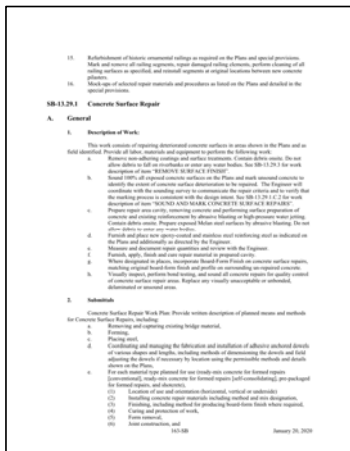 15. Refurbishment of historic ornamental railings as required on the Plans and special provisions.
Mark and remove all railing segments, repair damaged railing elements, perform cleaning of all
railing surfaces as specified, and reinstall segments at original locations between new concrete
pilasters.
16. Mock-ups of selected repair materials and procedures as listed on the Plans and detailed in the
special provisions.
SB-13.29.1 Concrete Surface Repair
A. General
1. Description of Work:
This work consists of repairing deteriorated concrete in areas shown in the Plans and as
field identified. Provide all labor, materials and equipment to perform the following work:
a. Remove non-adhering coatings and surface treatments. Contain debris onsite. Do not
allow debris to fall on riverbanks or enter any water bodies. See SB-13.29.3 for work
description of item "REMOVE SURFACE FINISH"
b. Sound 100% all exposed concrete surfaces on the Plans and mark unsound concrete to
identify the extent of concrete surface deterioration to be repaired. The Engineer will
coordinate with the sounding survey to communicate the repair criteria and to verify that
the marking process is consistent with the design intent. See SB-13.29.1.C.2 for work
description of item "SOUND AND MARK CONCRETE SURFACE REPAIRS"
c. Prepare repair area cavity, removing concrete and performing surface preparation of
concrete and existing reinforcement by abrasive blasting or high-pressure water jetting.
Contain debris onsite. Prepare exposed Melan steel surfaces by abrasive blasting. Do not
allow debris to enter any water bodies.
d. Furnish and place new epoxy-coated and stainless steel reinforcing steel as indicated on
the Plans and additionally as directed by the Engineer.
e. Measure and document repair quantities and review with the Engineer.
f. Furnish, apply, finish and cure repair material in prepared cavity.
g. Where designated in places, incorporate Board-Form Finish on concrete surface repairs,
matching original board form finish and profile on surrounding un-repaired concrete.
h. Visually inspect, perform bond testing, and sound all concrete repairs for quality control
of concrete surface repair areas. Replace any visually unacceptable or unbonded,
delaminated or unsound areas.
2. Submittals
Concrete Surface Repair Work Plan: Provide written description of planned means and methods
for Concrete Surface Repairs, including:
a. Removing and capturing existing bridge material,
b. Forming,
c. Placing steel,
d. Coordinating and managing the fabrication and installation of adhesive anchored dowels
of various shapes and lengths, including methods of dimensioning the dowels and field
adjusting the dowels if necessary by location using the permissible methods and details
shown on the Plans,
e. For each material type planned for use (ready-mix concrete for formed repairs
[conventional], ready-mix concrete for formed repairs [self-consolidating], pre-packaged
for formed repairs, and shotcrete),
(1) Location of use and orientation (horizontal, vertical or underside)
(2) Installing concrete repair materials including method and mix designation,
(3) Finishing, including method for producing board-form finish where required,
(4) Curing and protection of work,
(5) Form removal,
(6) Joint construction, and
163-SB January 20, 2020